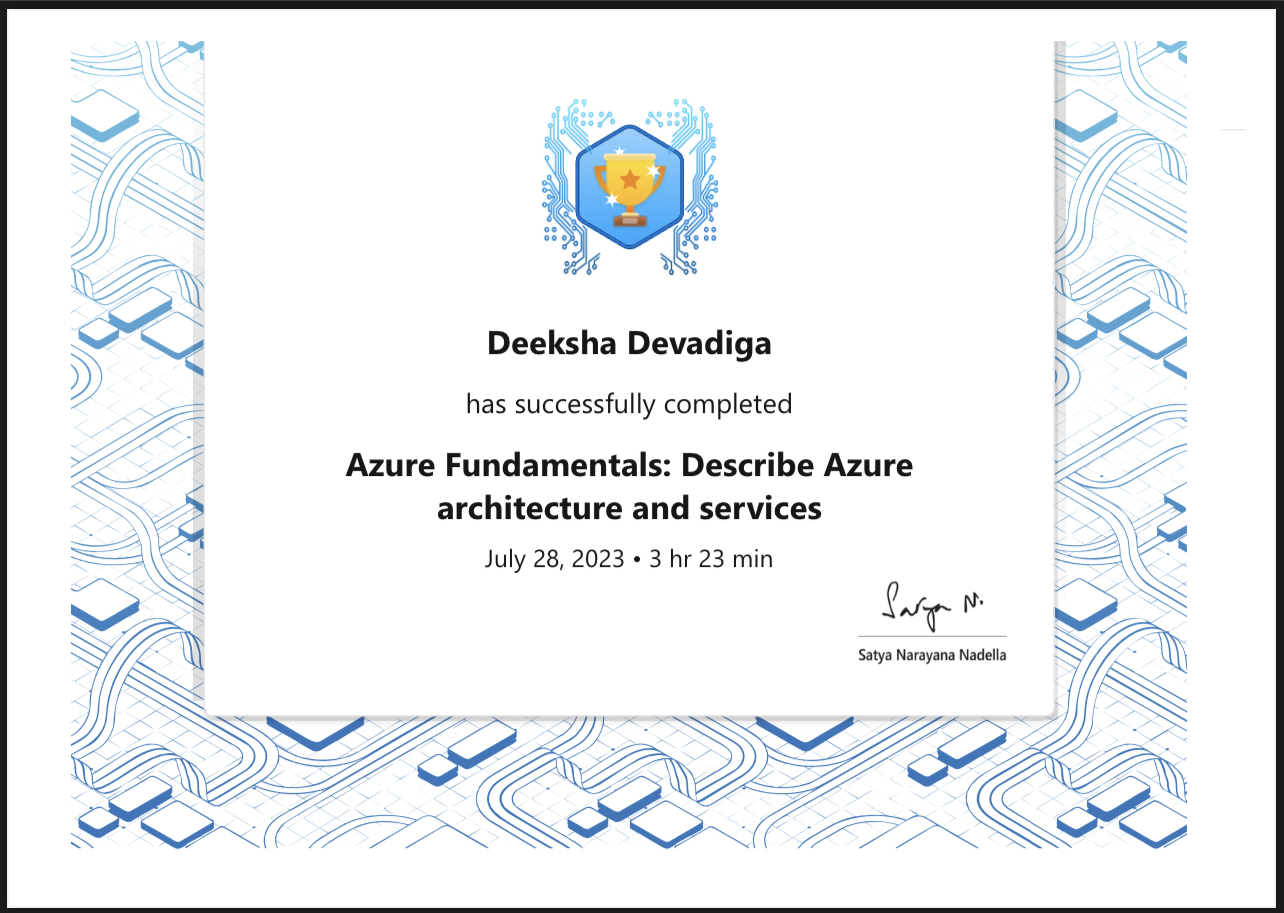 Deeksha Devadiga
has successfully completed
Azure Fundamentals: Describe Azure
architecture and services
July 28, 2023 • 3 hr 23 min
Satya N.
Satya Narayana Nadella